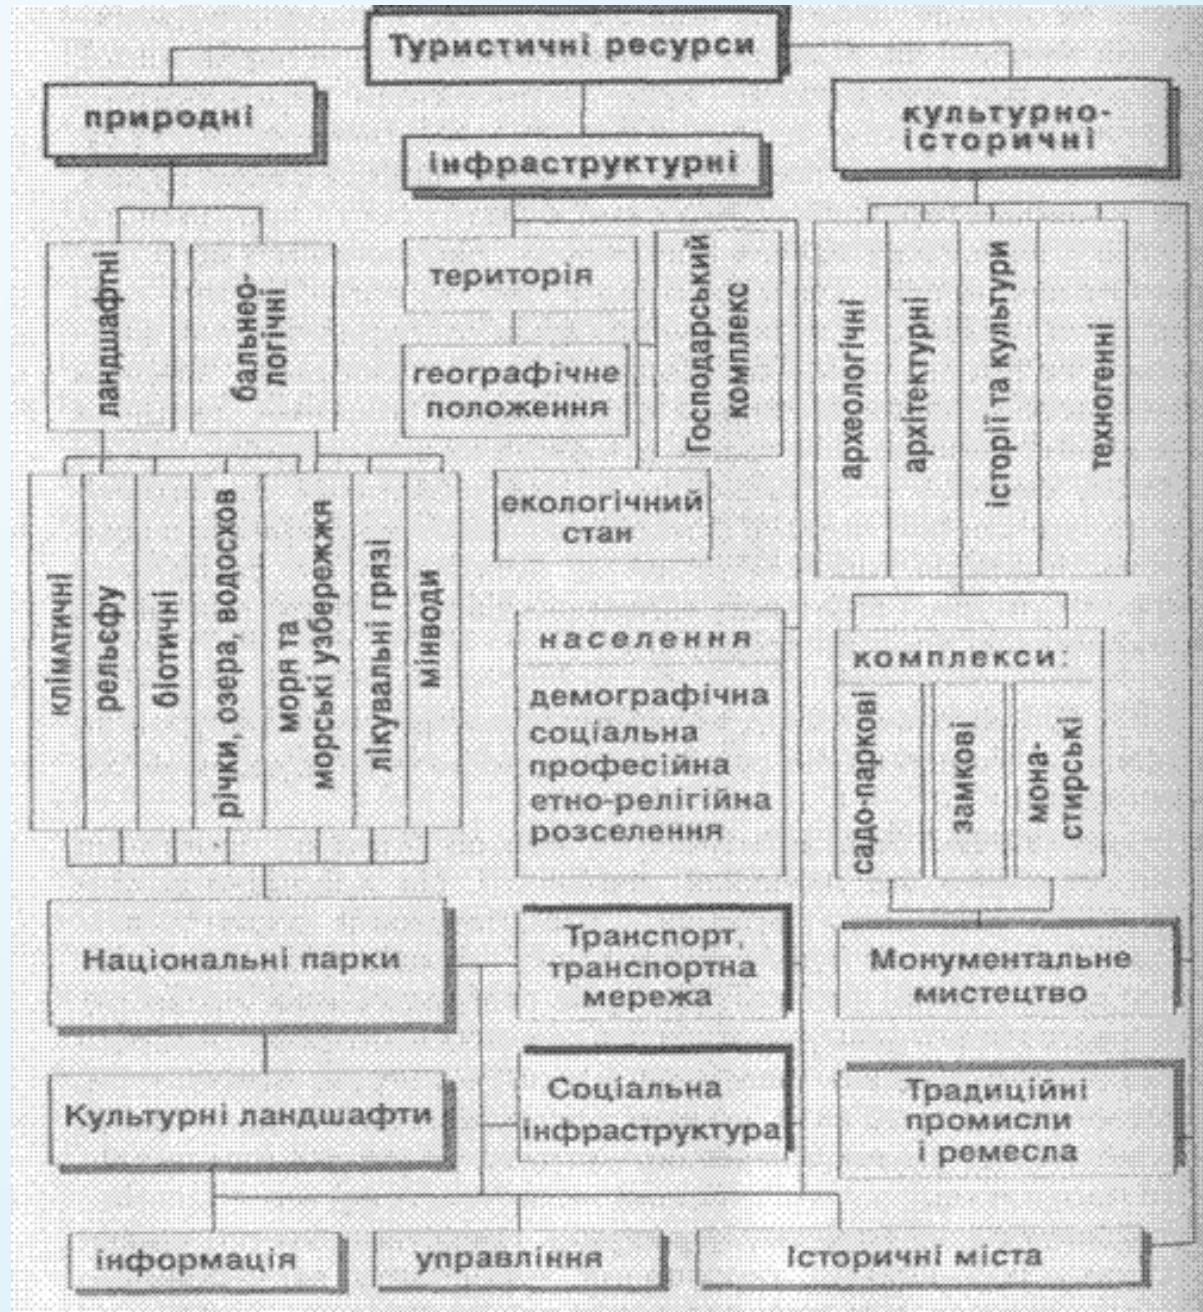 Туристичні ресурси
природні
інфраструктурні
культурно-
історичні
ландшафтні
бальнео-
логічні
територія
географічне
положення
Господарський
комплекс
екологічний
стан
археологічні
архітектурні
історії та культури
техногенні
кліматичні
рельєфу
біотичні
річки, озера, водосхов
моря та
морські узбережжя
лікувальні грязі
мінводи
населення
демографічна
соціальна
професійна
етно-релігійна
розселення
комплекси:
садо-паркові
замкові
мона-
стирські
Національні парки
Транспорт,
транспортна
мережа
Монументальне
мистецтво
Культурні ландшафти
Соціальна
інфраструктура
Традиційні
промисли
і ремесла
інформація
управління
Історичні міста